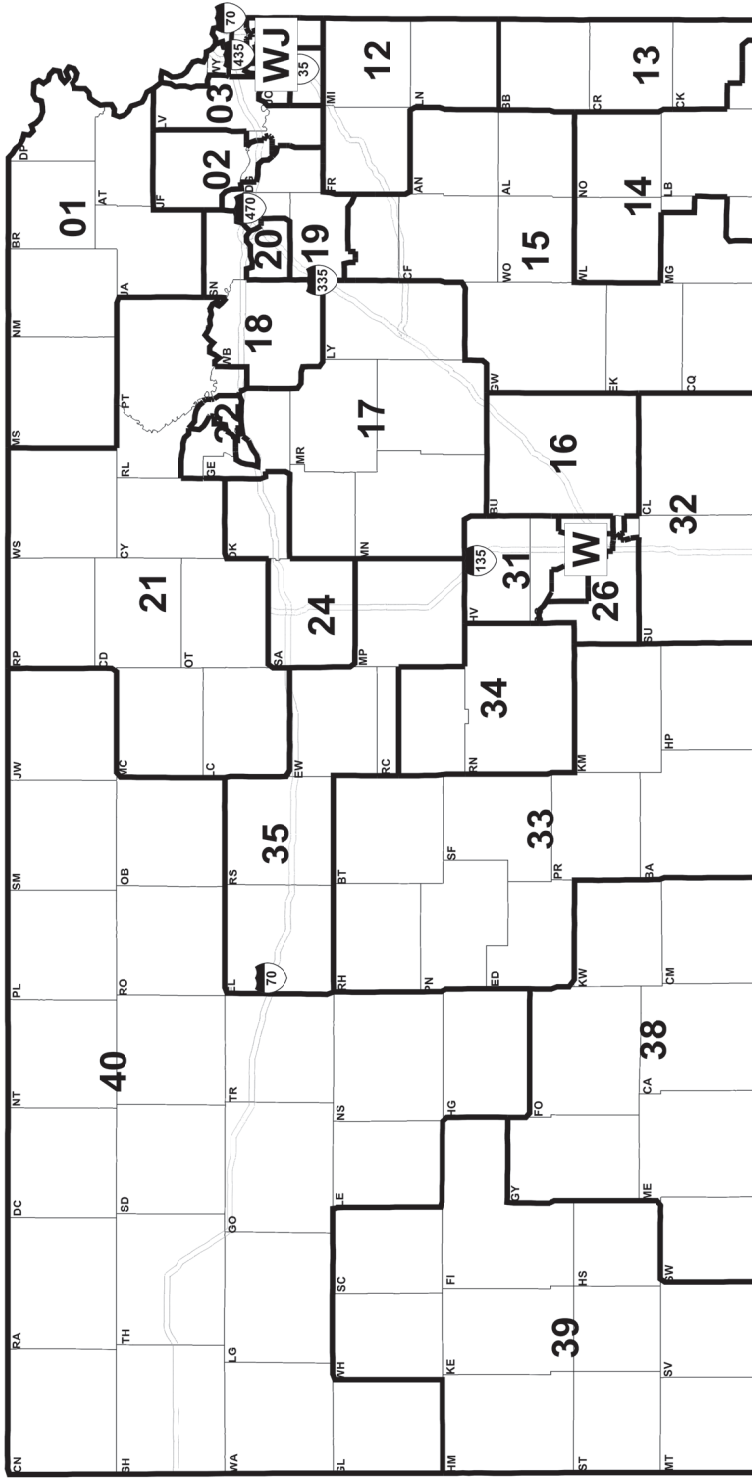 CN RA DC NT PL SM JW RP WS MS NM BR DP
01
CD AT
SH TH SD 40 RO OB MC CY RL PT JA
21 JF LV
OT
LC GE SN 02 03 WY
22
WA LG GO TR EL RS DK WB 470 DG 435 70
70 35 SA 18 20 JO WJ
EW MR 19 35
24 335
SL WH SC LE NS RH BT MP MN LY FR MI
17 12
RC CF AN LN
HM KE FI HG PN SF
34 RN HV 135
ED BU GW WO AL BB
GY 31
FO 33 15
PR 16
39 ST HS KW KM W WL NO CR
26 EK 14 13
38 CA ME SU CL
MT SV SW CM BA HP 32 CQ MG LB CK